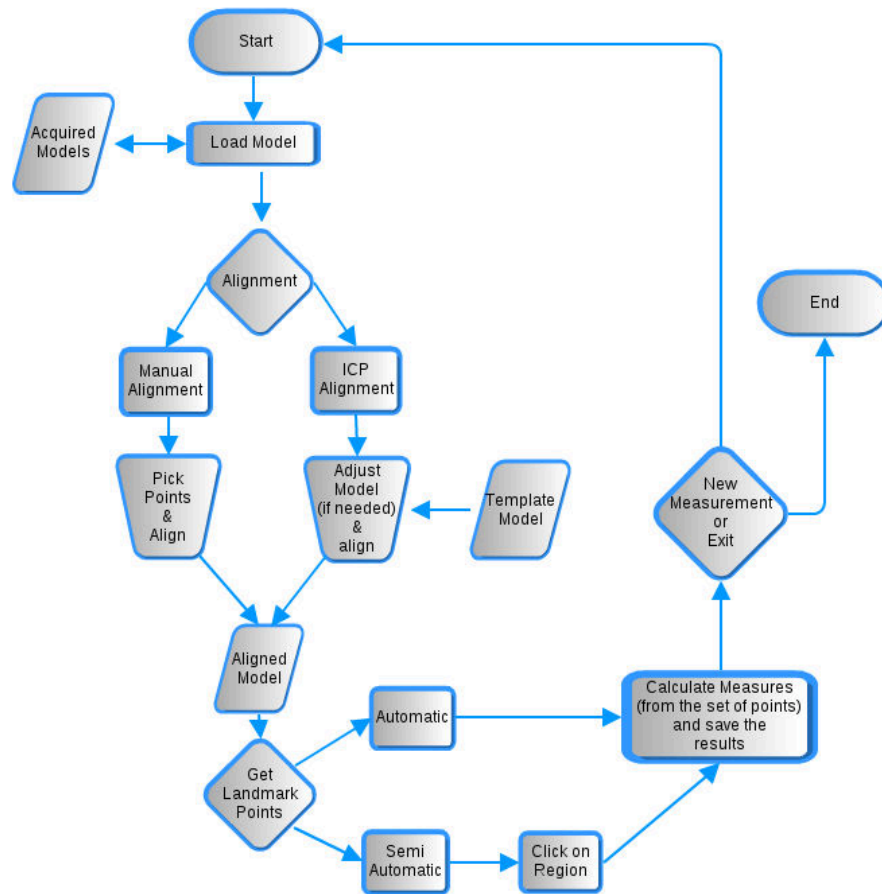 Start
Acquired
Models
Load Model
Alignment
End
Manual
Alignment
ICP
Alignment
Pick
Points
&
Align
Adjust
Model
(if needed)
&
align
Template
Model
New
Measurement
or
Exit
Aligned
Model
Automatic
Calculate Measures
(from the set of points)
and save the
results
Get
Landmark
Points
Semi
Automatic
Click on
Region